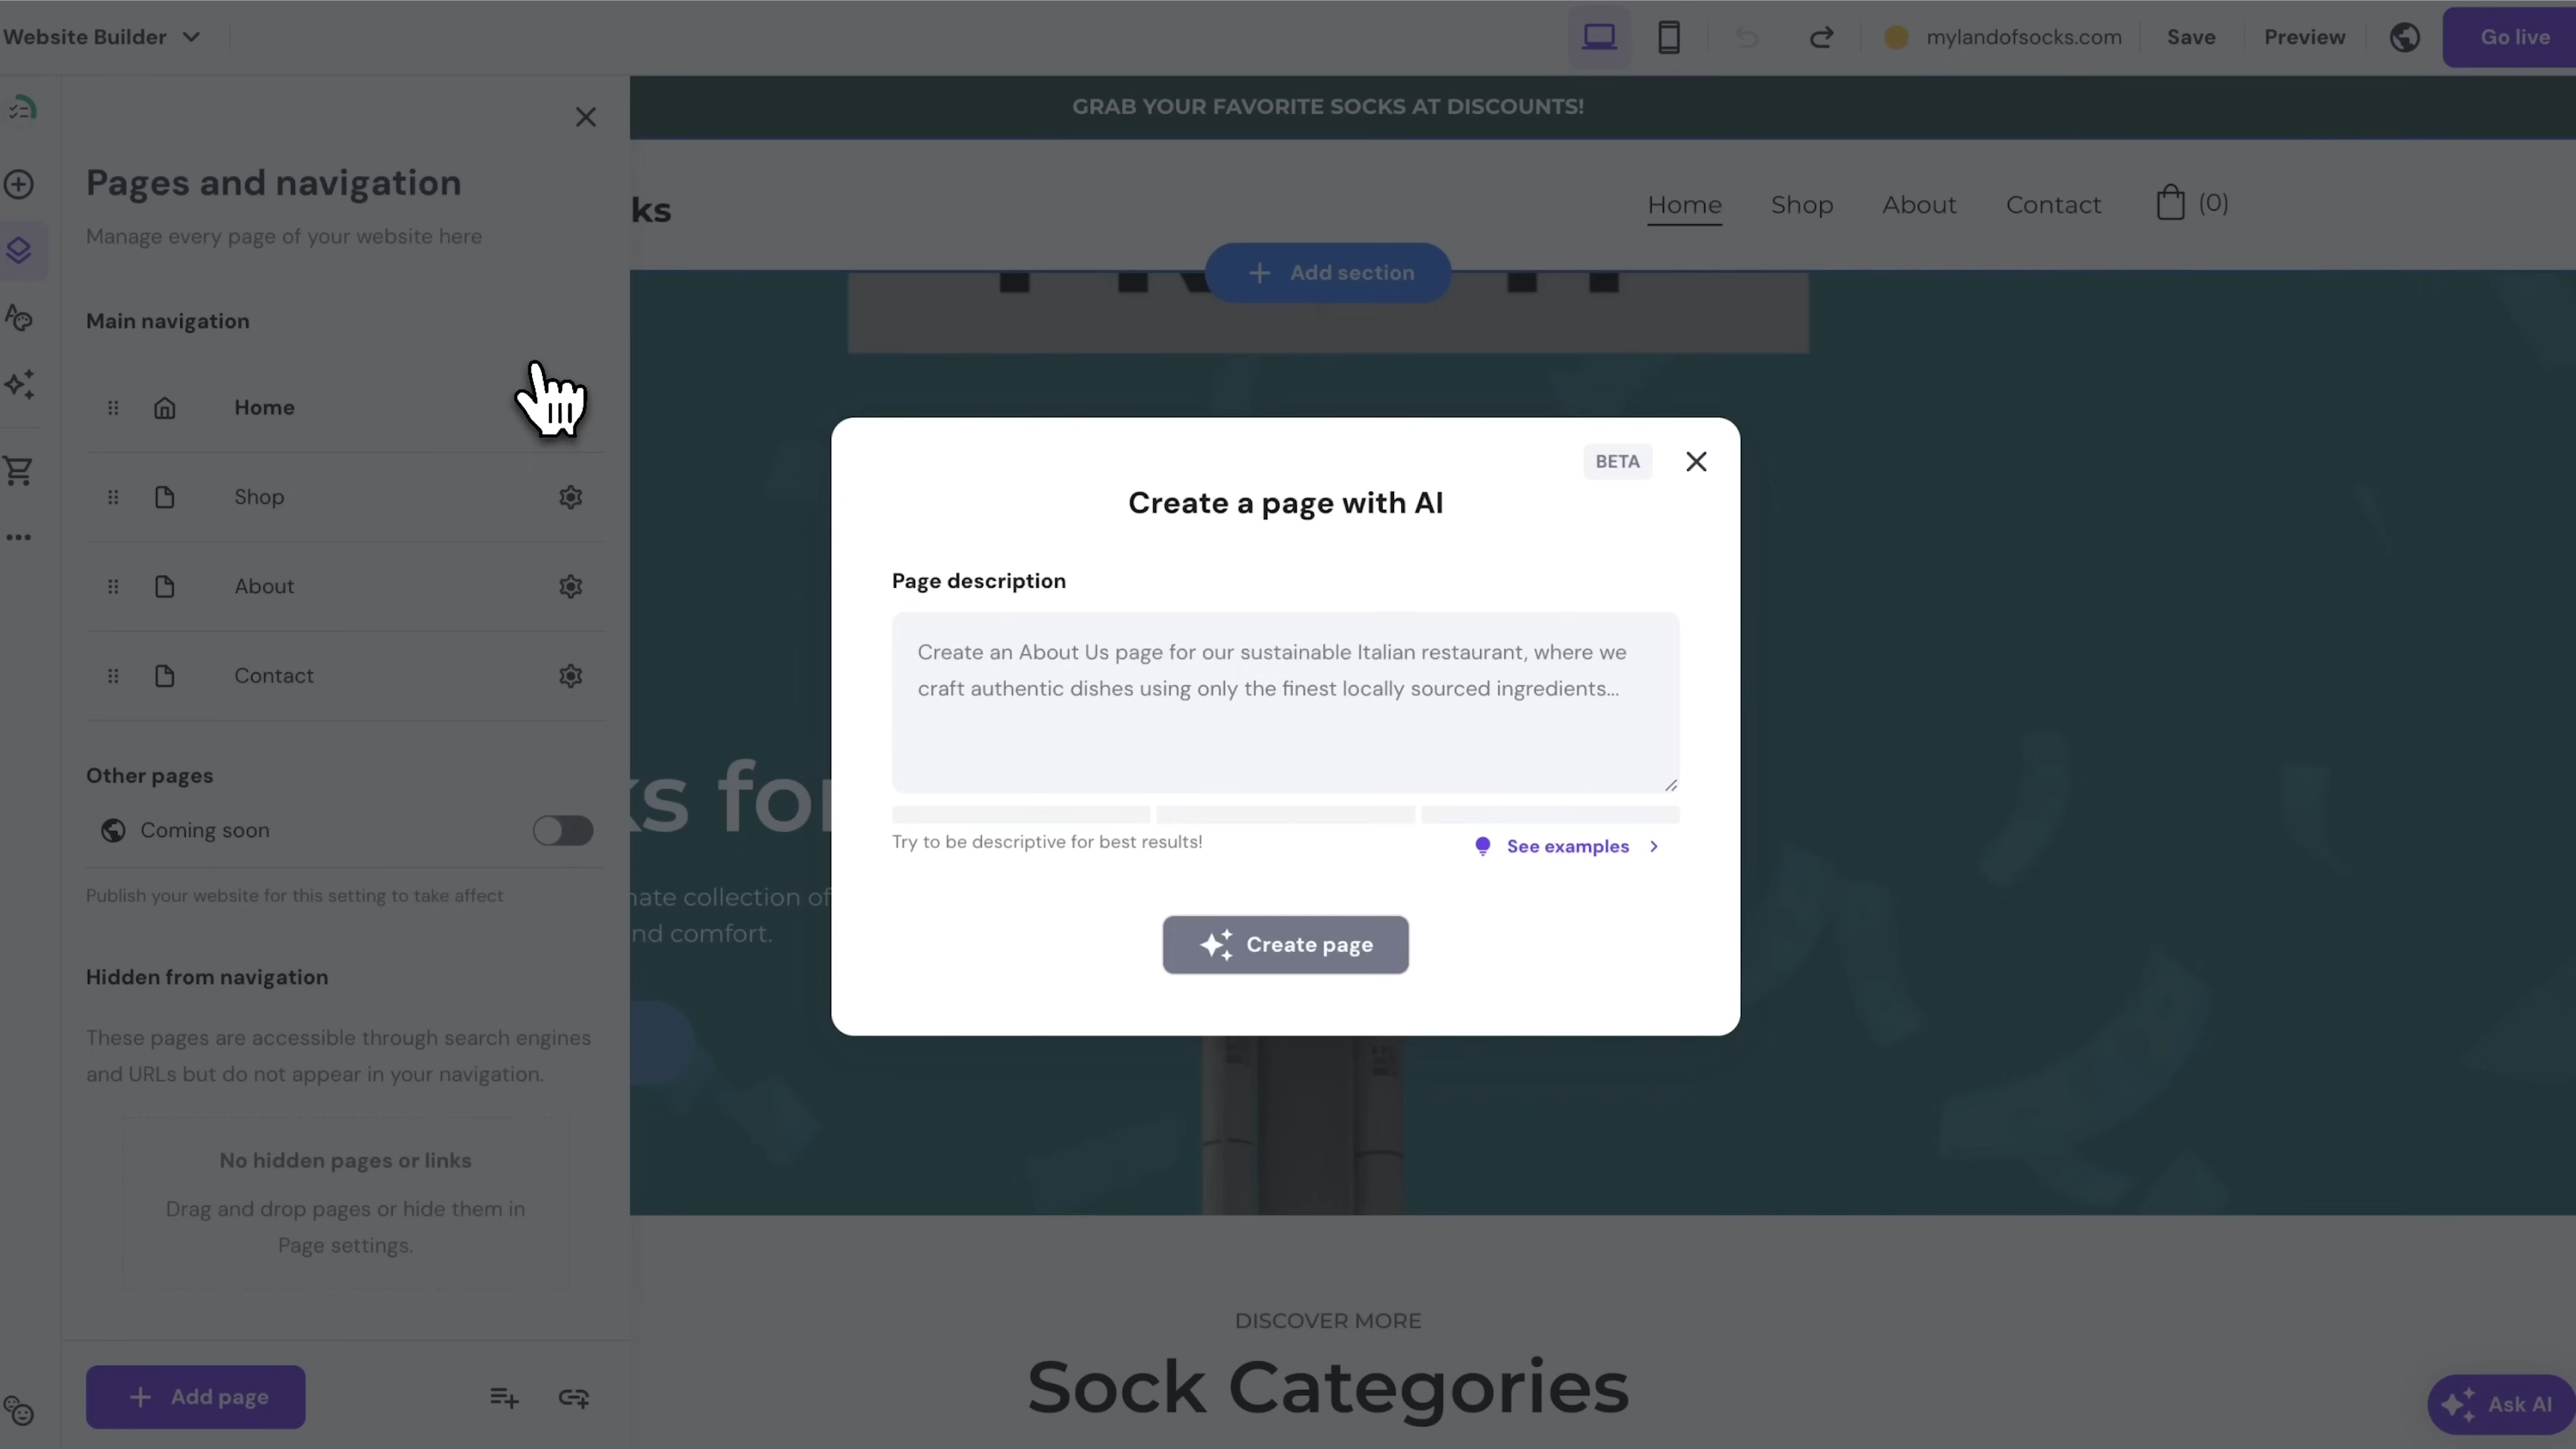 Website Builder
mylandofsocks.com
Save
Preview
Go live
Pages and navigation
Manage every page of your website here
Main navigation
Home
Shop
About
Contact
Other pages
Coming soon
Publish your website for this setting to take affect
Hidden from navigation
These pages are accessible through search engines
and URLs but do not appear in your navigation.
No hidden pages or links
Drag and drop pages or hide them in
Page settings.
+ Add page
GRAB YOUR FAVORITE SOCKS AT DISCOUNTS!
ks
Home
Shop
About
Contact
(0)
+ Add section
BETA
Create a page with AI
Page description
Create an About Us page for our sustainable Italian restaurant, where we
craft authentic dishes using only the finest locally sourced ingredients...
Try to be descriptive for best results!
See examples
Create page
ks for
collection of
nd comfort.
DISCOVER MORE
Sock Categories
Ask AI